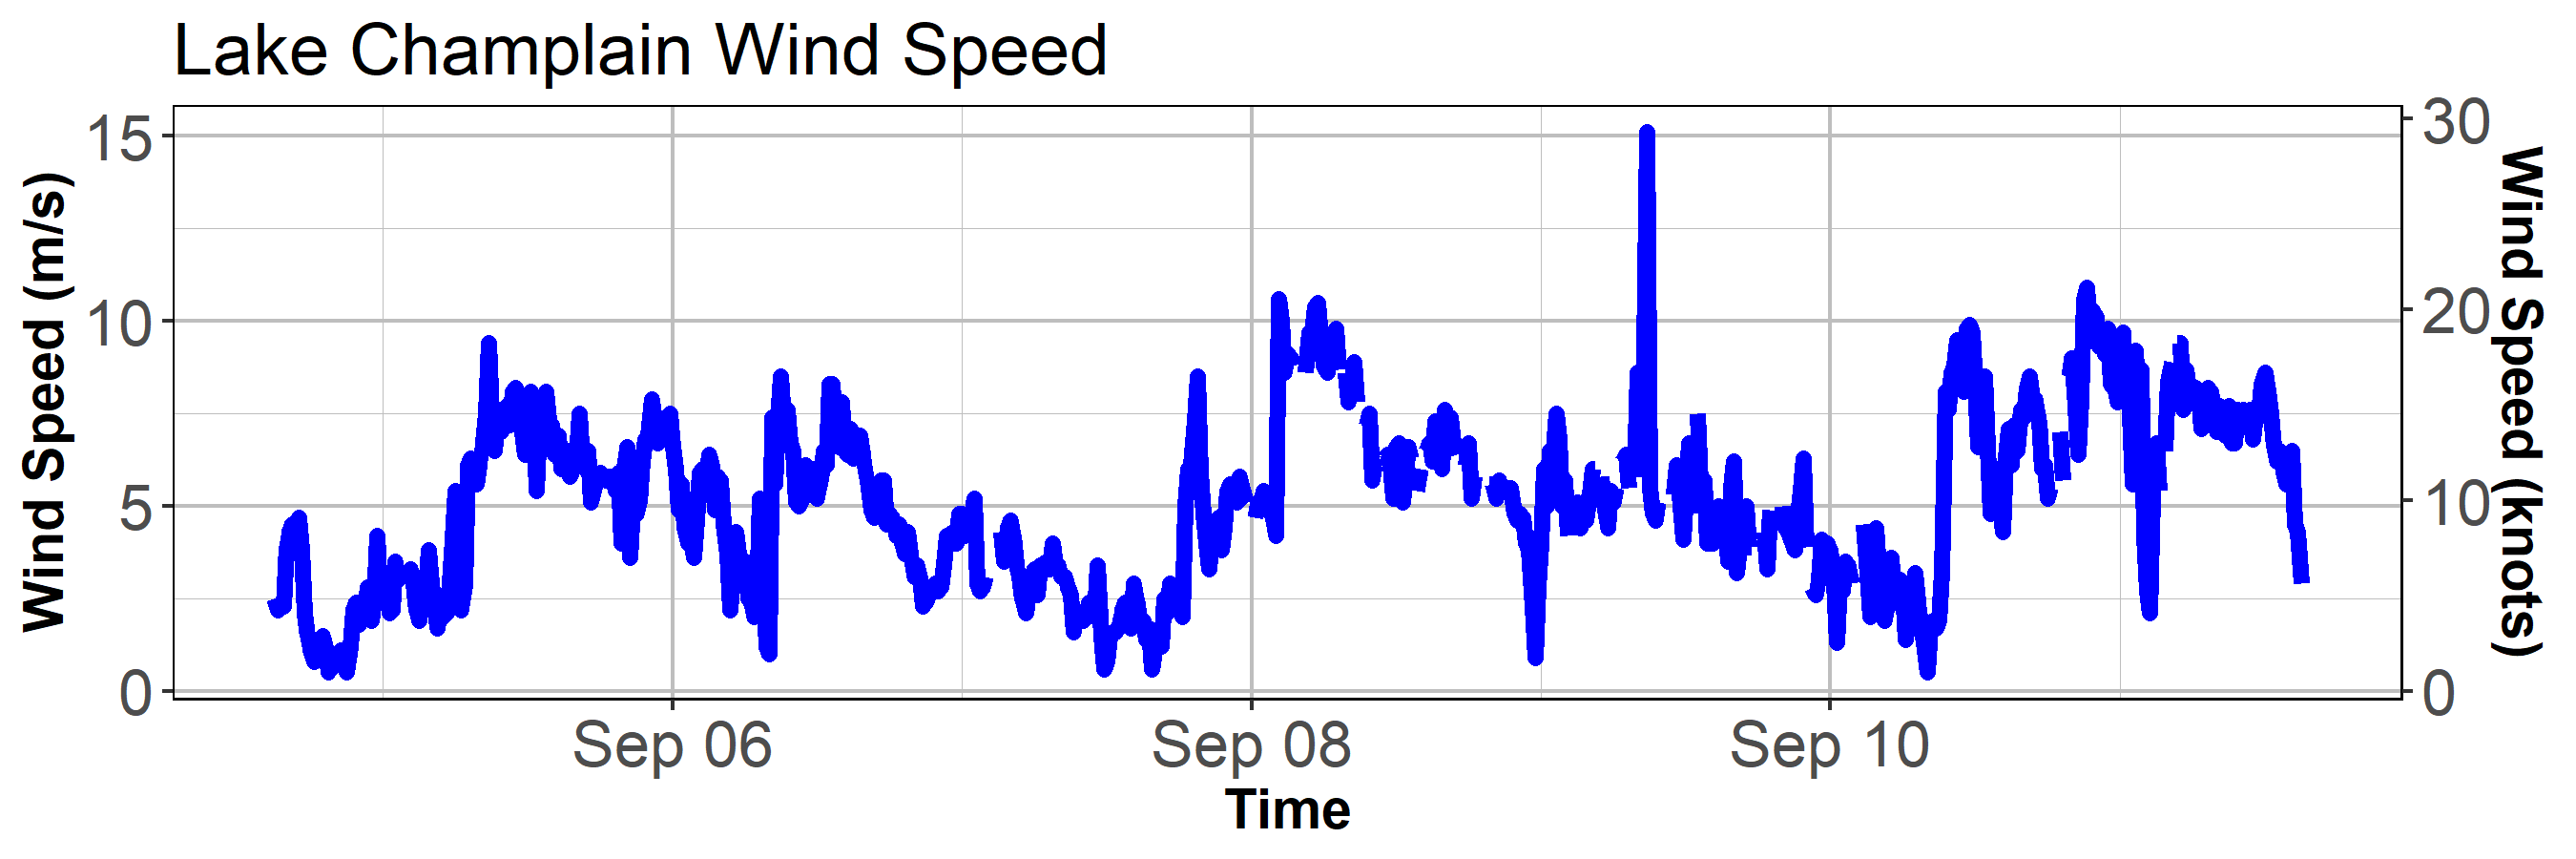 Lake Champlain Wind Speed
Wind Speed (m/s)
15
10
5
0
30
20
10
0
Wind Speed (knots)
Sep 06
Sep 08
Sep 10
Time